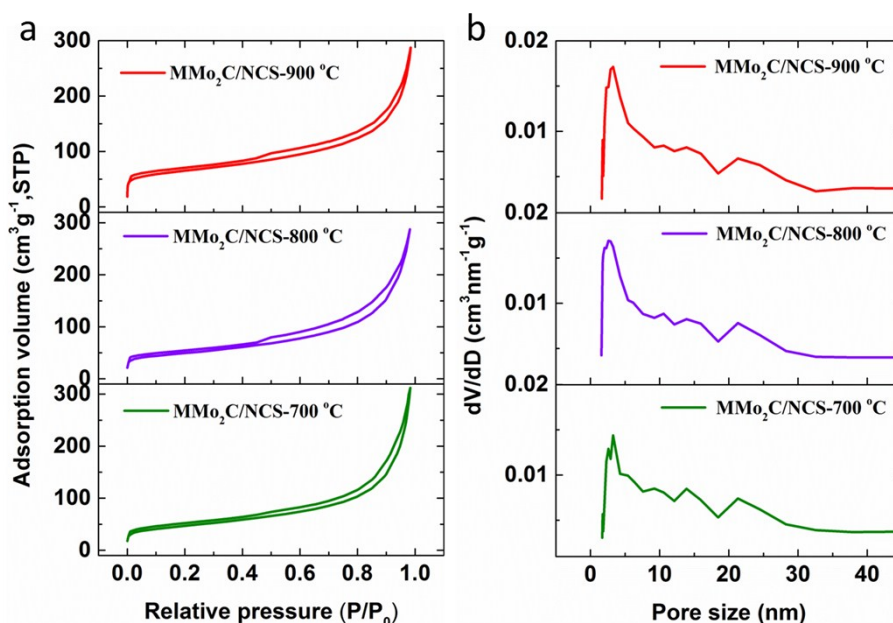 a
Adsorption volume (cm³g⁻¹,STP)
300
200
100
0
MMo₂C/NCS-900 °C
300
200
100
0
MMo₂C/NCS-800 °C
300
200
100
0
MMo₂C/NCS-700 °C
0.0 0.2 0.4 0.6 0.8 1.0
Relative pressure (P/P₀)
b
dV/dD (cm³nm⁻¹g⁻¹)
0.02
0.01
MMo₂C/NCS-900 °C
0.02
0.01
MMo₂C/NCS-800 °C
0.02
0.01
MMo₂C/NCS-700 °C
0 10 20 30 40
Pore size (nm)